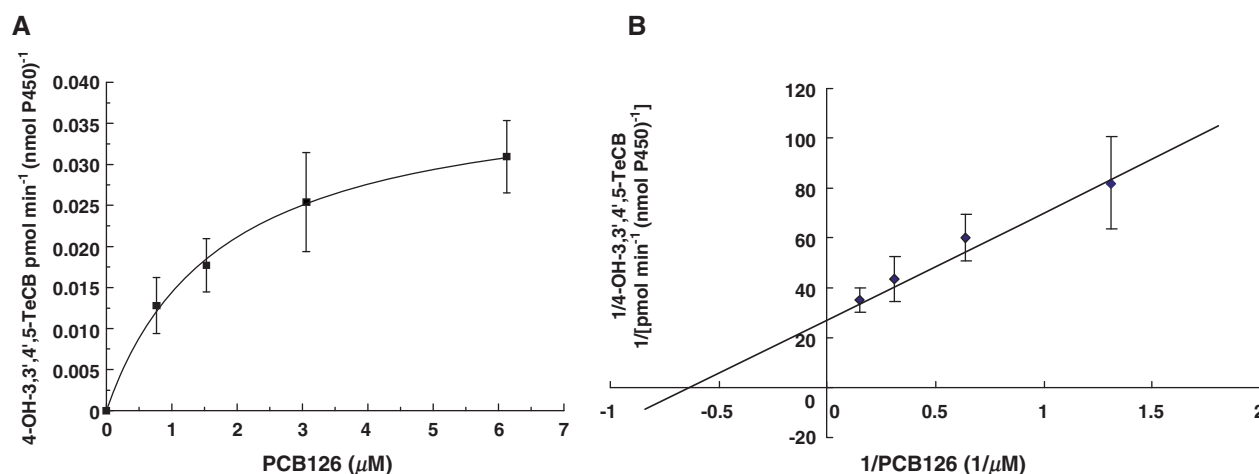 A
4-OH-3,3',4',5-TeCB pmol min⁻¹ (nmol P450)⁻¹
0.040
0.035
0.030
0.025
0.020
0.015
0.010
0.005
0
0 1 2 3 4 5 6 7
PCB126 (μM)
B
1/4-OH-3,3',4',5-TeCB
1/[pmol min⁻¹ (nmol P450)⁻¹]
120
100
80
60
40
20
0
-20
-1 -0.5 0 0.5 1 1.5 2
1/PCB126 (1/μM)